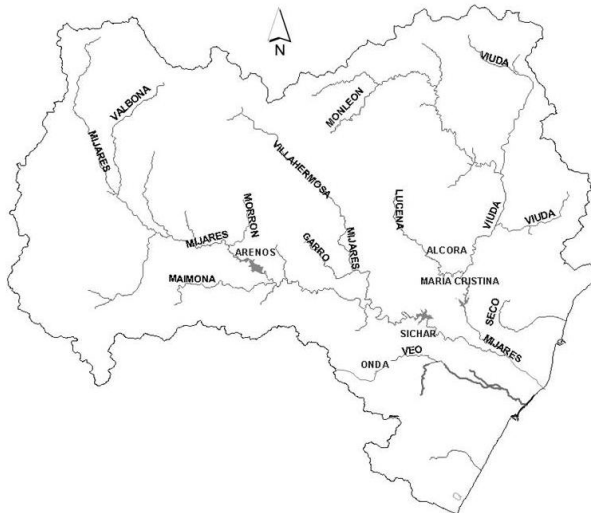 N
VIUDA
VALBONA
MONLEON
MIJARES
VILLAHERMOSA
MORRON
LUCENA
VIUDA
VIUDA
MIJARES
GARRO
MIJARES
ALCORA
ARENOS
MAIMONA
MARIA CRISTINA
SECO
SICHAR
MIJARES
VEO
ONDA